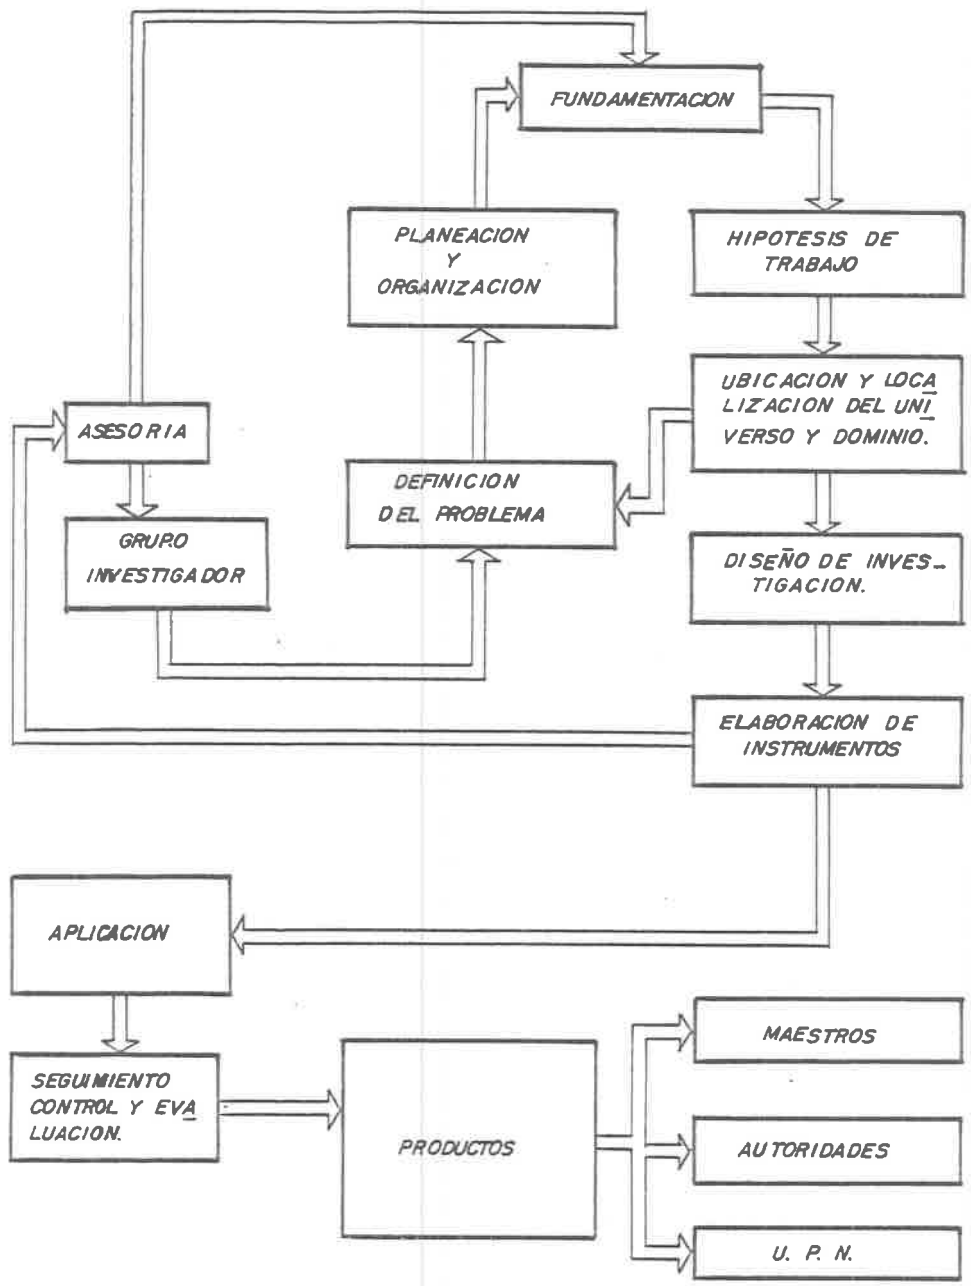 FUNDAMENTACION
PLANEACION
Y
ORGANIZACION
HIPOTESIS DE
TRABAJO
UBICACION Y LOCA
LIZACION DEL UNI
VERSO Y DOMINIO.
ASESORIA
DEFINICION
DEL PROBLEMA
GRUPO
INVESTIGADOR
DISEÑO DE INVES_
TIGACION.
ELABORACION DE
INSTRUMENTOS
APLICACION
SEGUIMIENTO
CONTROL Y EVA
LUACION.
PRODUCTOS
MAESTROS
AUTORIDADES
U. P. N.